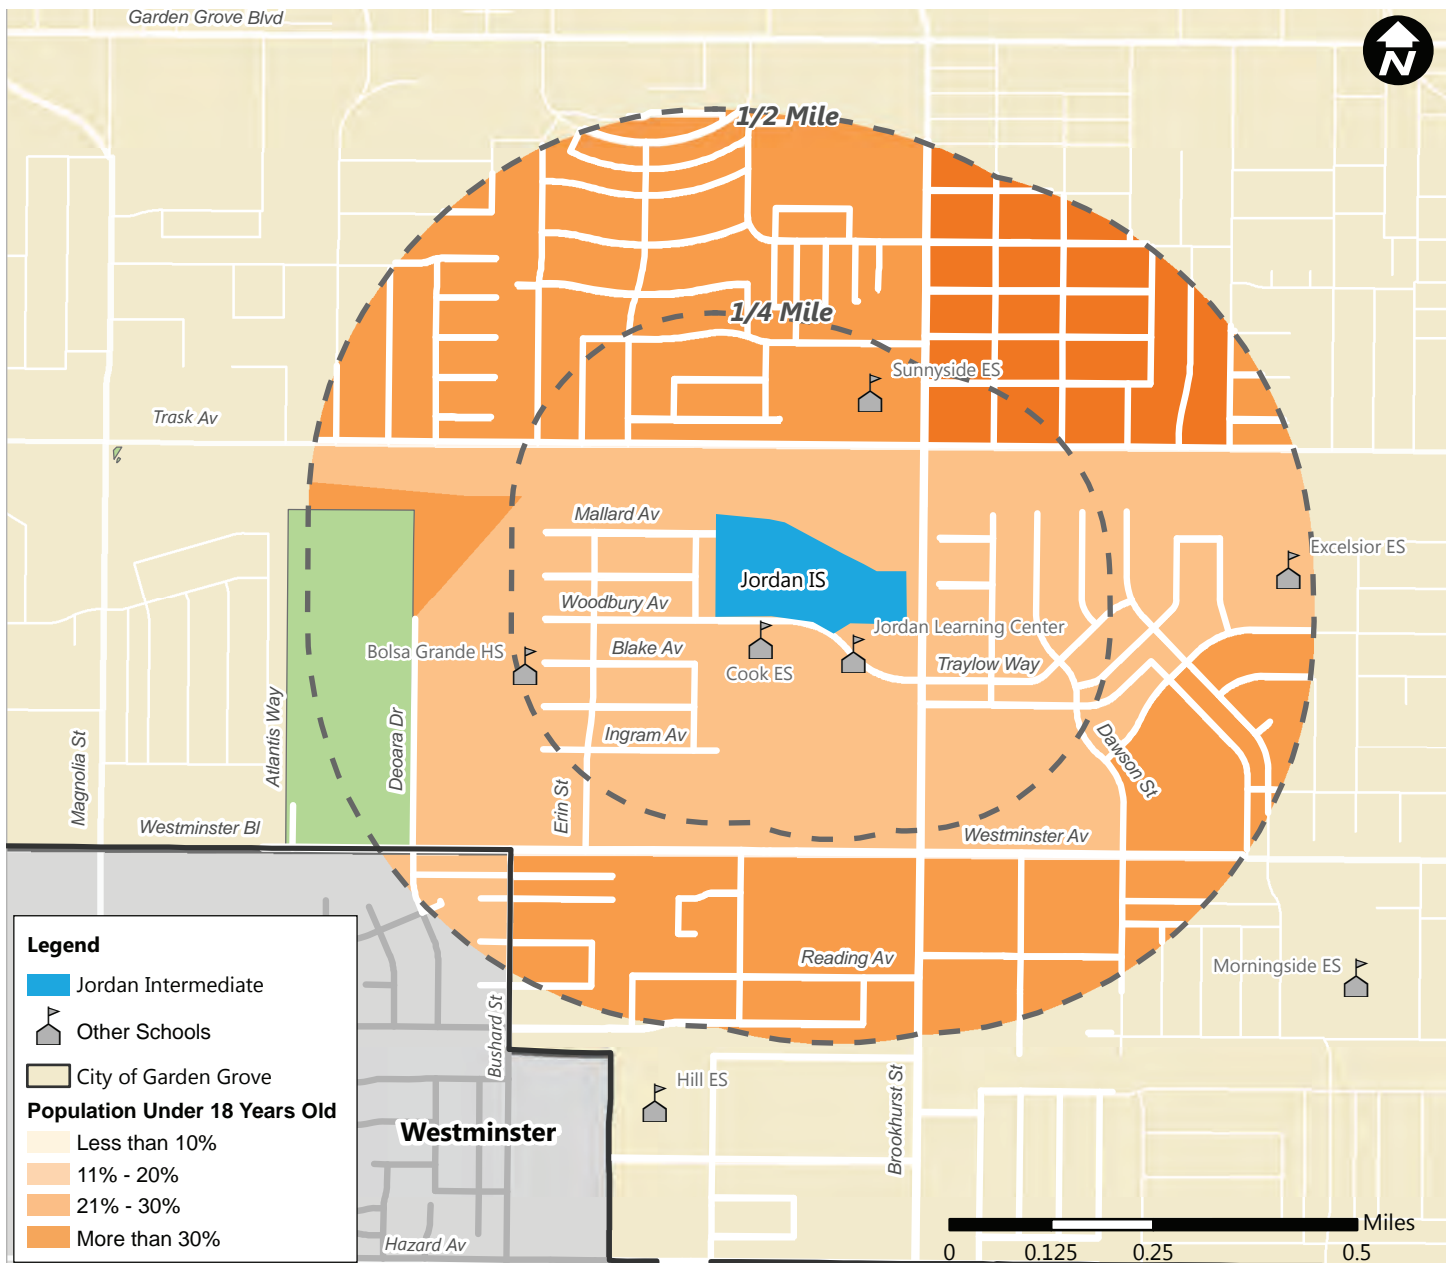 Garden Grove Blvd
N
1/2 Mile
1/4 Mile
Sunnyside ES
Trask Av
Mallard Av
Excelsior ES
Jordan IS
Woodbury Av
Jordan Learning Center
Blake Av
Bolsa Grande HS
Cook ES
Traylow Way
Atlantis Way
Deoara Dr
Magnolia St
Ingram Av
Dawson St
Erin St
Westminster Bl
Westminster Av
Reading Av
Morningside ES
Bushard St
Hill ES
Brookhurst St
Westminster
Hazard Av
Legend
Jordan Intermediate
Other Schools
City of Garden Grove
Population Under 18 Years Old
Less than 10%
11% - 20%
21% - 30%
More than 30%
Miles
0 0.125 0.25 0.5